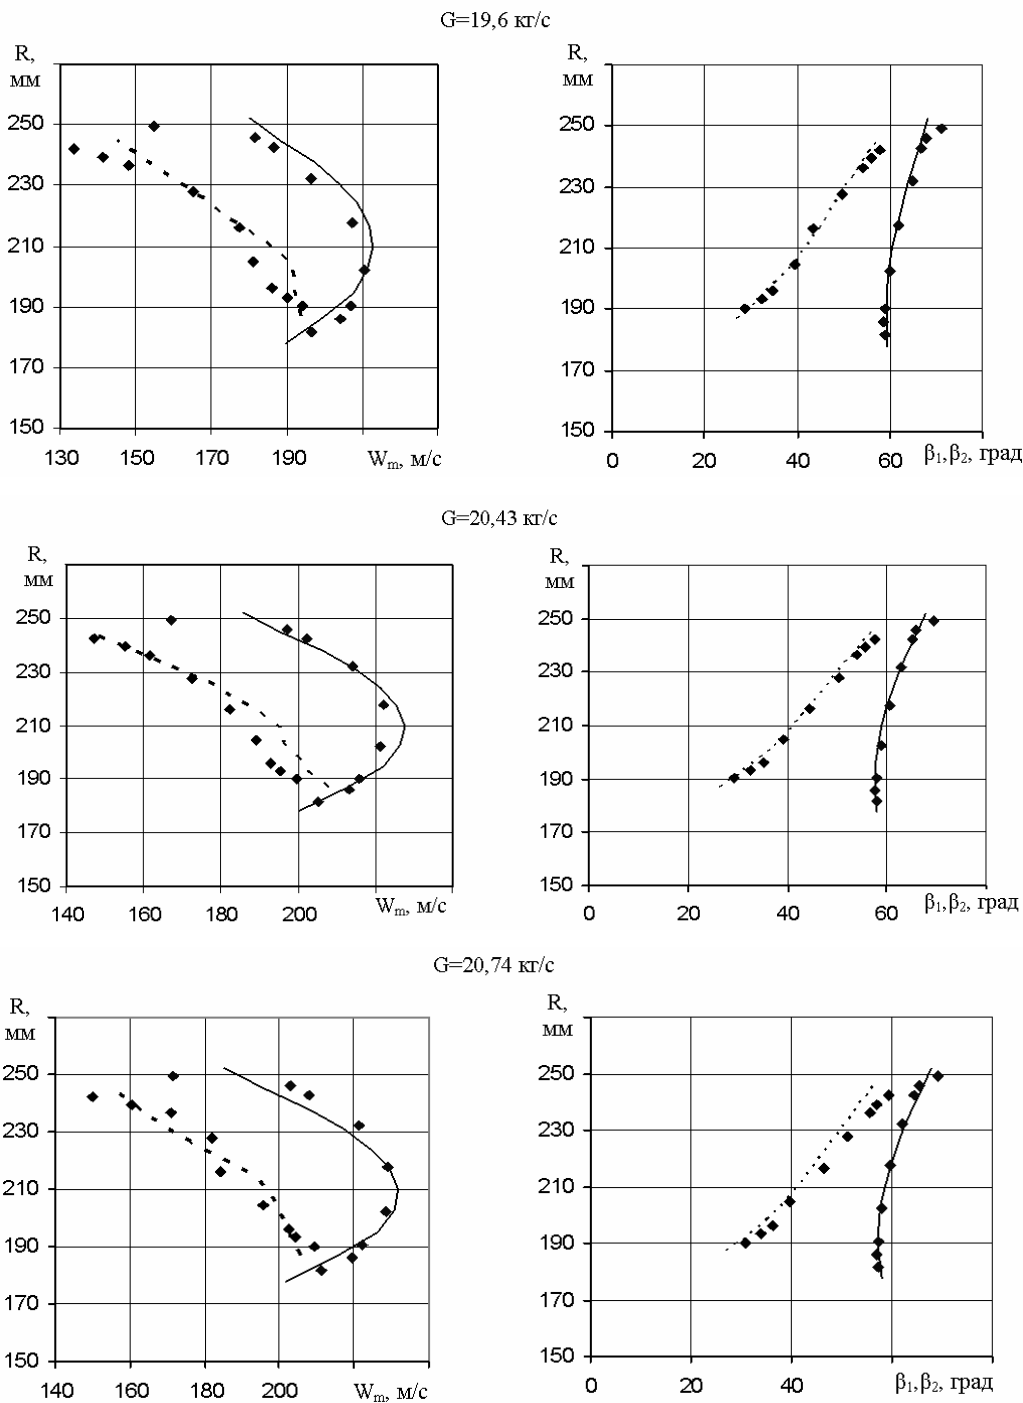 G=19,6 кг/с
R,
мм
250
230
210
190
170
150
130 150 170 190 Wₘ, м/с
R,
мм
250
230
210
190
170
150
0 20 40 60 β₁,β₂, град
G=20,43 кг/с
R,
мм
250
230
210
190
170
150
140 160 180 200 Wₘ, м/с
R,
мм
250
230
210
190
170
150
0 20 40 60 β₁,β₂, град
G=20,74 кг/с
R,
мм
250
230
210
190
170
150
140 160 180 200 Wₘ, м/с
R,
мм
250
230
210
190
170
150
0 20 40 β₁,β₂, град